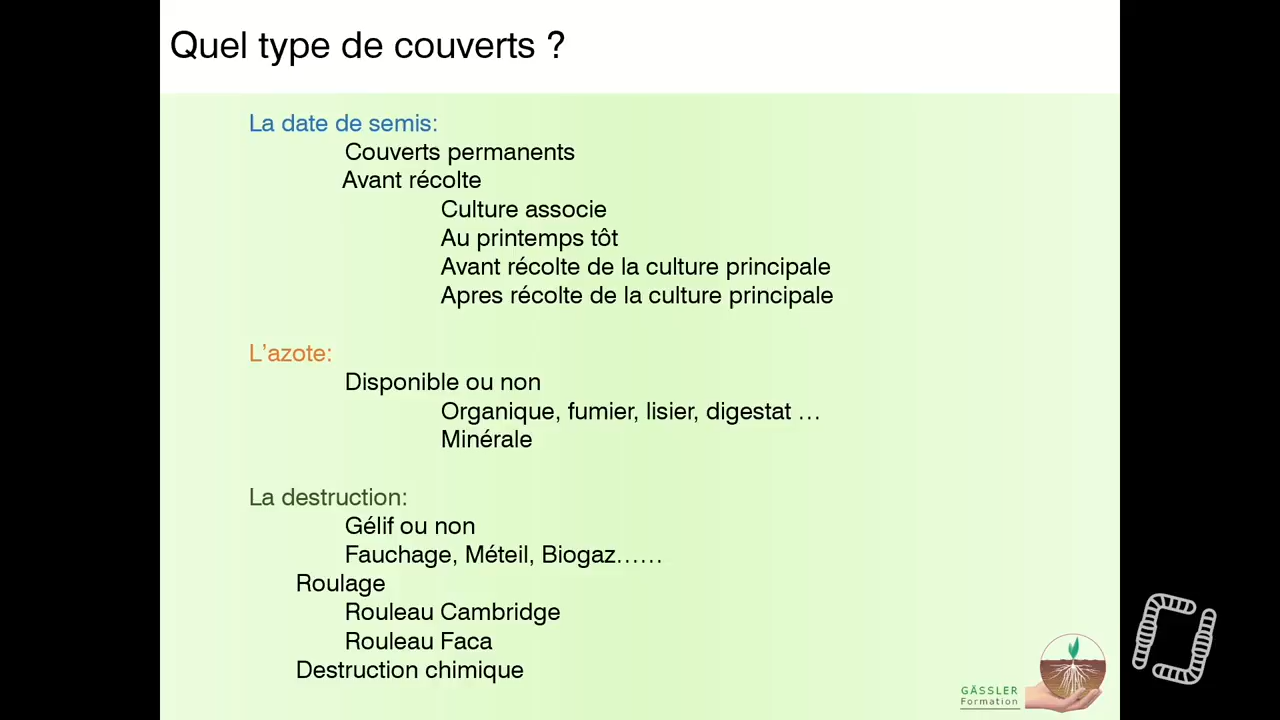 Quel type de couverts ?
La date de semis:
Couverts permanents
Avant récolte
Culture associe
Au printemps tôt
Avant récolte de la culture principale
Apres récolte de la culture principale
L'azote:
Disponible ou non
Organique, fumier, lisier, digestat …
Minérale
La destruction:
Gélif ou non
Fauchage, Méteil, Biogaz……
Roulage
Rouleau Cambridge
Rouleau Faca
Destruction chimique
GÄSSLER
Formation